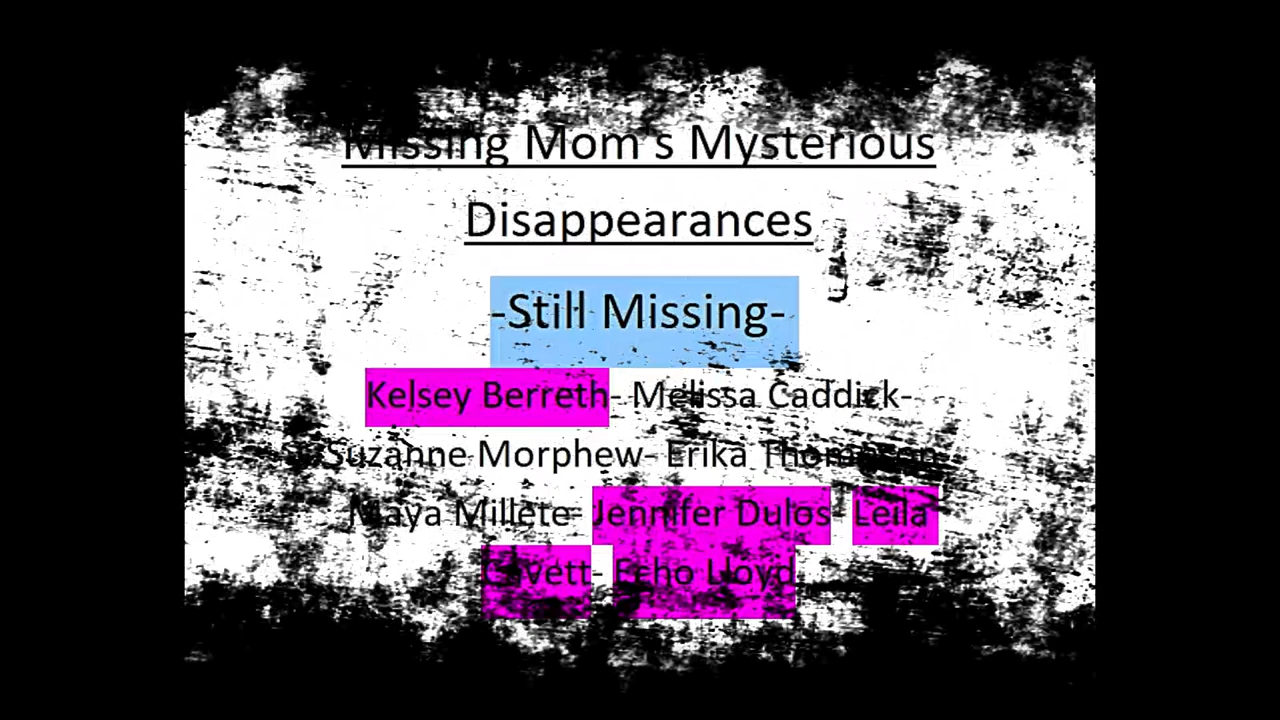 Missing Mom's Mysterious
Disappearances
-Still Missing-
Kelsey Berreth- Melissa Caddick-
Suzanne Morphew- Erika Thompson-
Maya Millete- Jennifer Dulos- Leila
Cavett- Echo Lloyd